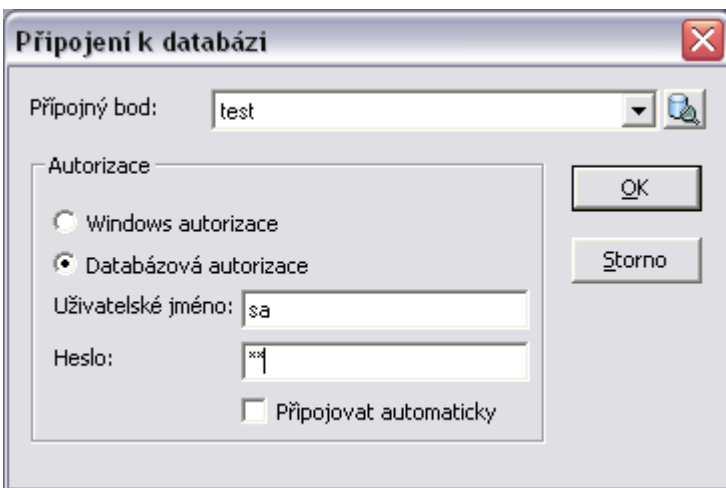 Připojení k databázi
Přípojný bod: test
Autorizace
OK
Windows autorizace
Databázová autorizace
Storno
Uživatelské jméno: sa
Heslo: **
Připojovat automaticky